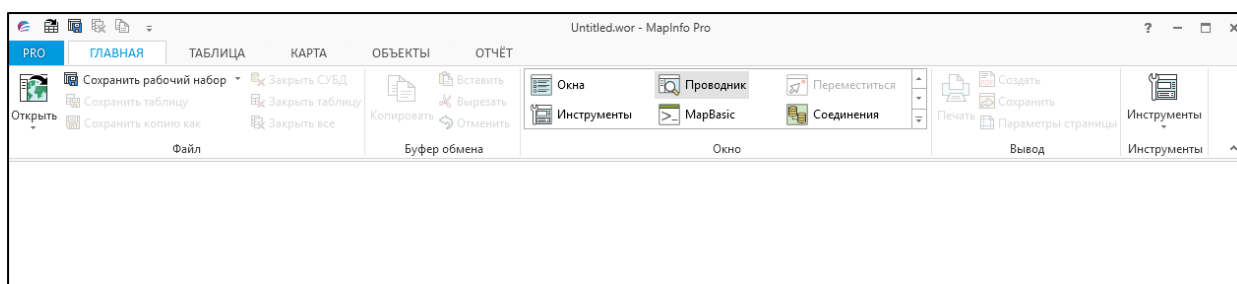 Untitled.wor - MapInfo Pro ?
PRO ГЛАВНАЯ ТАБЛИЦА КАРТА ОБЪЕКТЫ ОТЧЁТ
Открыть
Сохранить рабочий набор
Сохранить таблицу
Сохранить копию как
Закрыть СУБД
Закрыть таблицу
Закрыть все
Файл
Копировать
Вставить
Вырезать
Отменить
Буфер обмена
Окна Проводник Переместиться
Инструменты MapBasic Соединения
Окно
Печать
Создать
Сохранить
Параметры страницы
Вывод
Инструменты
Инструменты